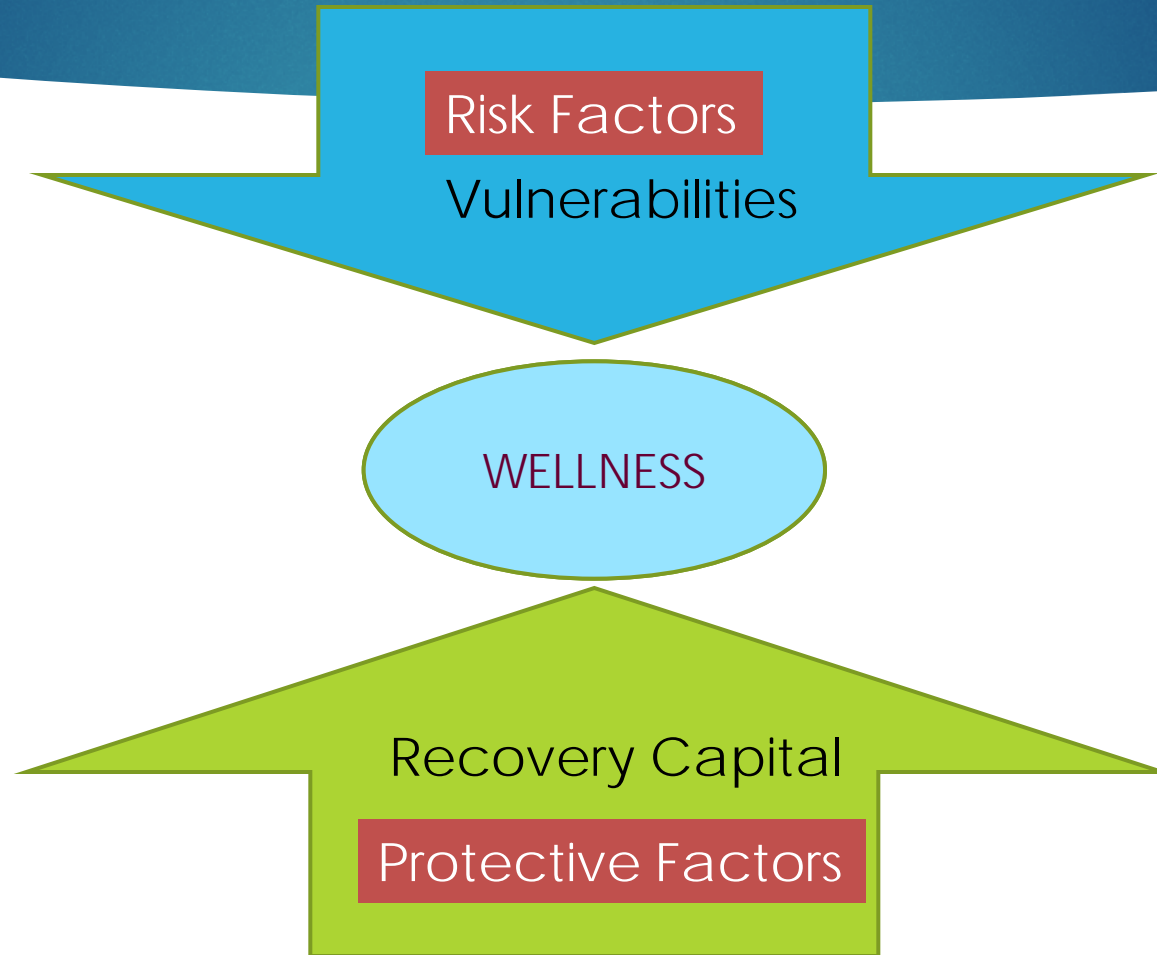 Risk Factors
Vulnerabilities
WELLNESS
Recovery Capital
Protective Factors